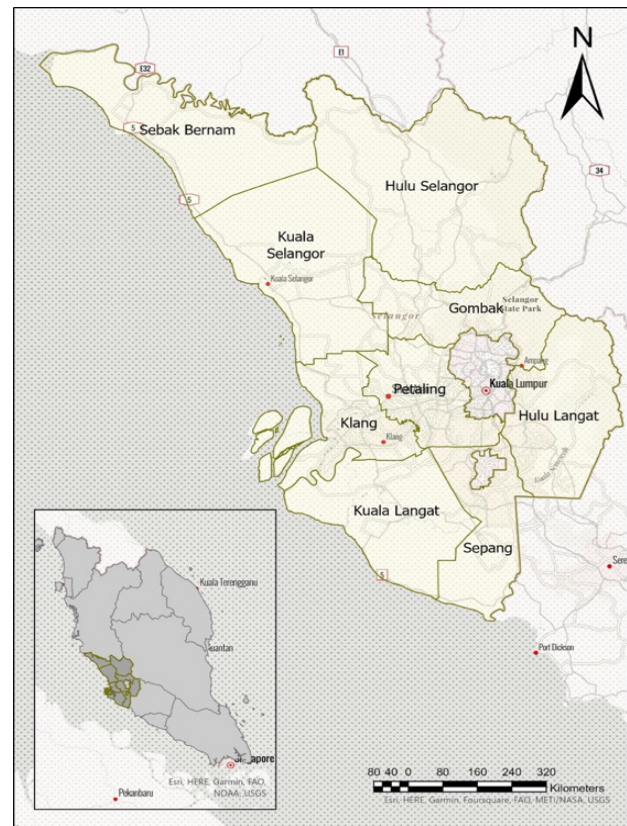 N
E1
E32
5
Sebak Bernam
34
Hulu Selangor
5
Kuala
Selangor
Kuala Selangor
Gombak
Selangor
State Park
Selangor
Ampang
Petaling
Kuala Lumpur
Klang
Hulu Langat
Klang
Kuala Langat
Sepang
5
Port Dickson
Kuala Terengganu
Pekanbaru
Esri, HERE, Garmin, FAO,
NOAA, USGS
80 40 0 80 160 240 320
Kilometers
Esri, HERE, Garmin, Foursquare, FAO, METI/NASA, USGS